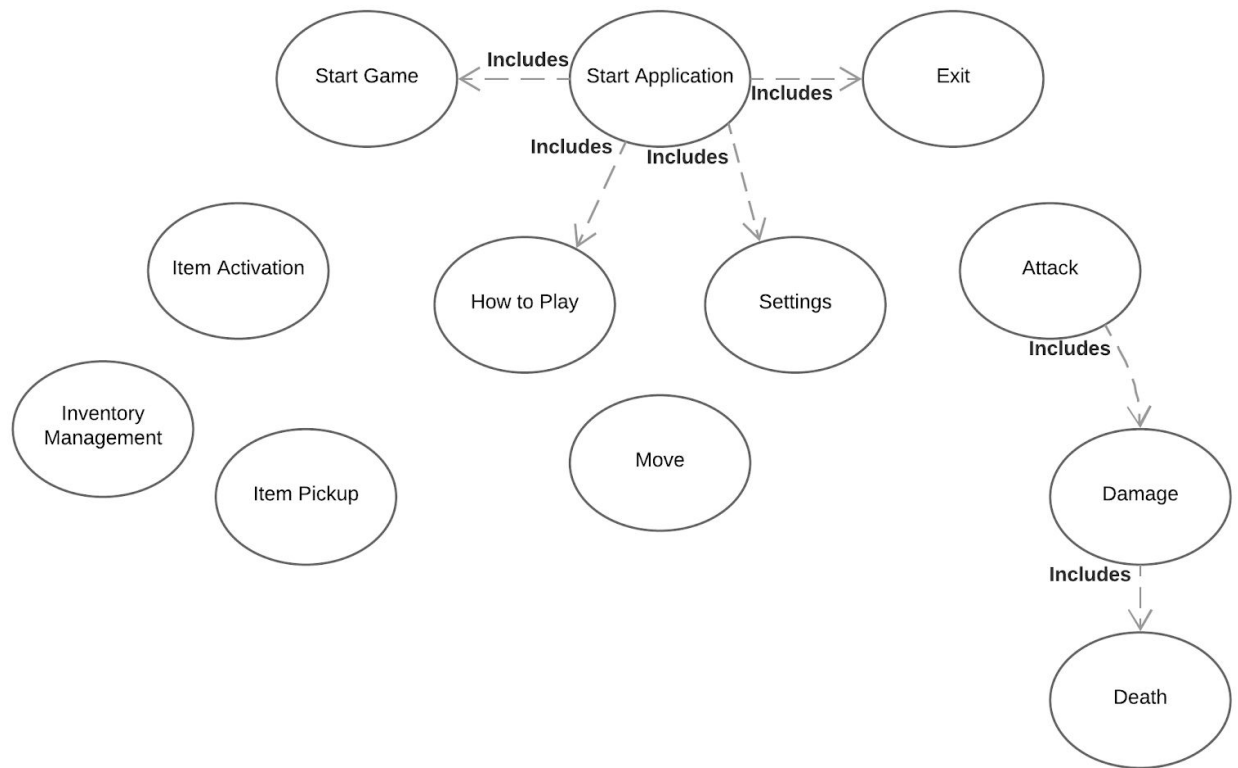 Start Game
Includes
Start Application
Includes
Exit
Includes
Includes
Item Activation
How to Play
Settings
Attack
Includes
Inventory
Management
Item Pickup
Move
Damage
Includes
Death